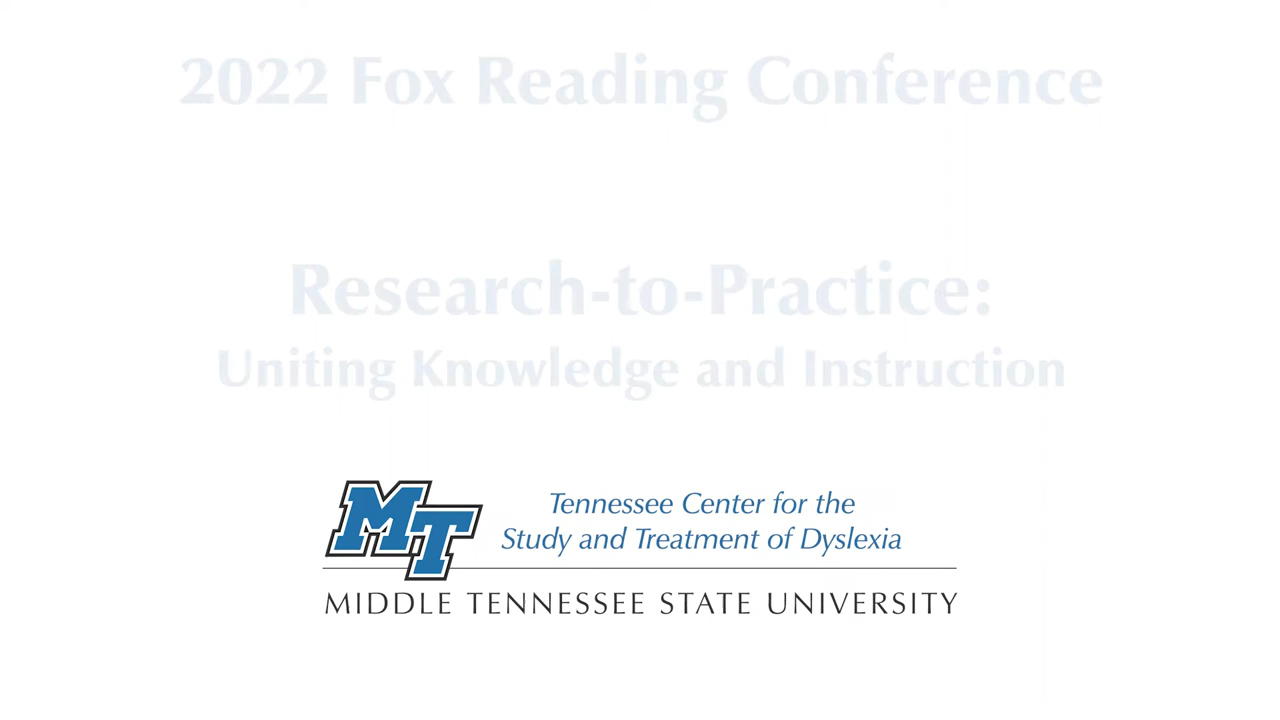 2022 Fox Reading Conference
Research-to-Practice:
Uniting Knowledge and Instruction
MT
Tennessee Center for the
Study and Treatment of Dyslexia
MIDDLE TENNESSEE STATE UNIVERSITY